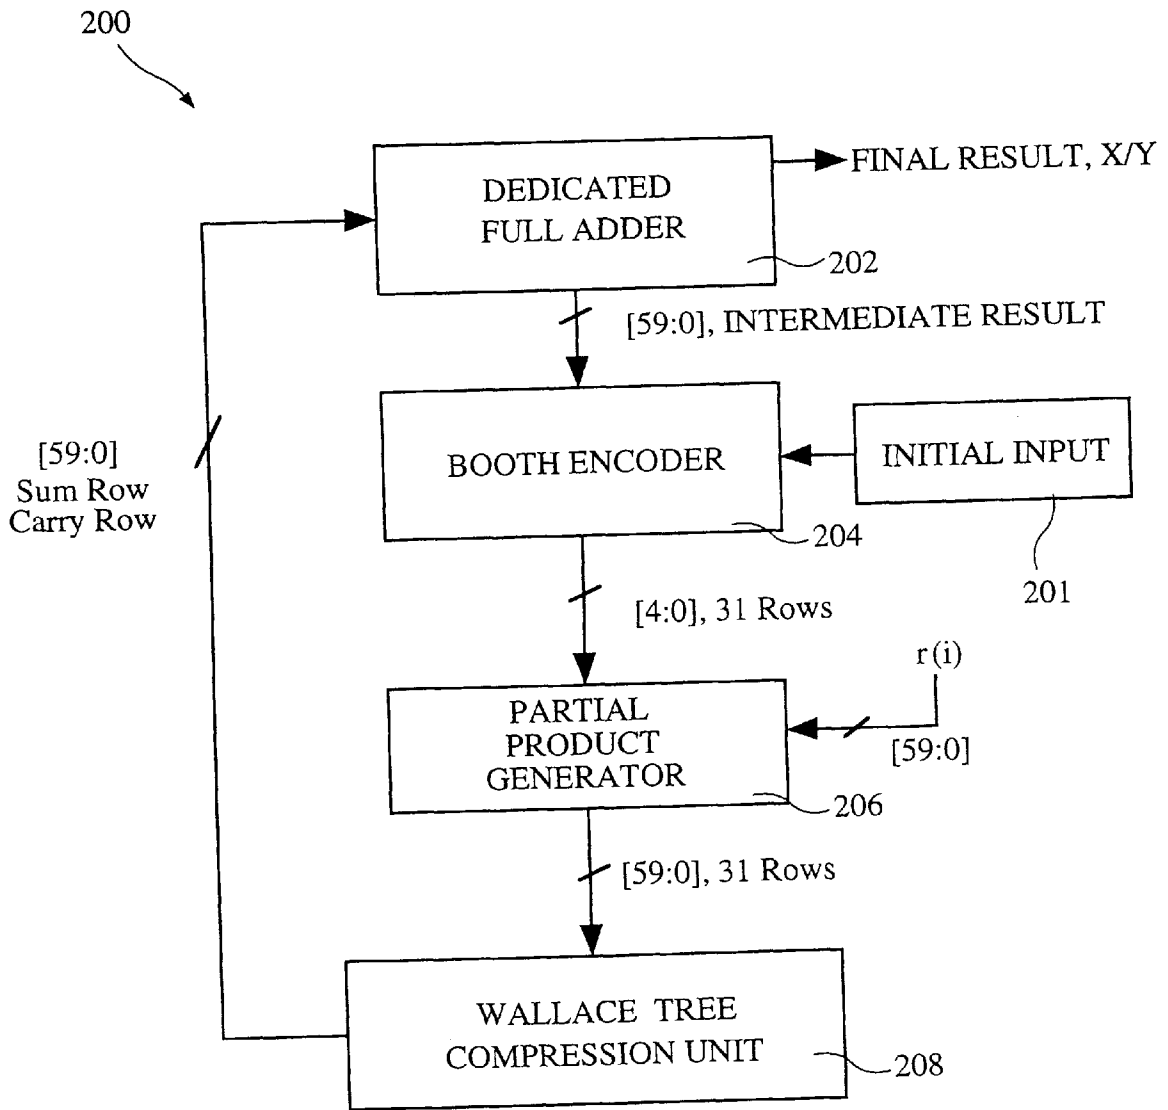 200
DEDICATED
FULL ADDER
FINAL RESULT, X/Y
202
[59:0], INTERMEDIATE RESULT
BOOTH ENCODER
INITIAL INPUT
204
201
[59:0]
Sum Row
Carry Row
[4:0], 31 Rows
r(i)
[59:0]
PARTIAL
PRODUCT
GENERATOR
206
[59:0], 31 Rows
WALLACE TREE
COMPRESSION UNIT
208